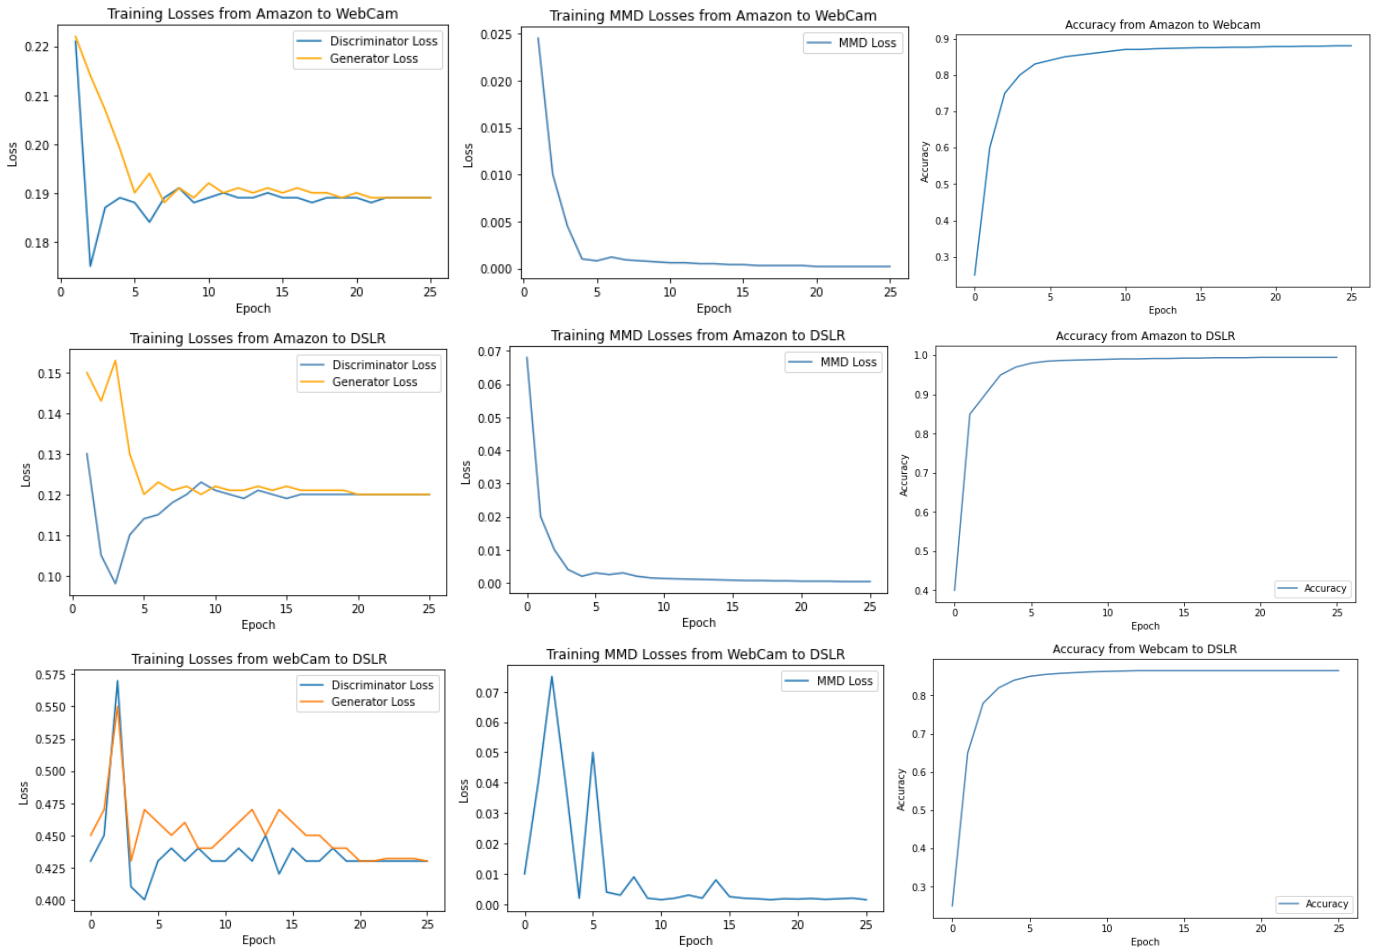 Training Losses from Amazon to WebCam
Discriminator Loss
Generator Loss
0.22
0.21
0.20
0.19
0.18
Loss
0 5 10 15 20 25
Epoch
Training MMD Losses from Amazon to WebCam
MMD Loss
0.025
0.020
0.015
0.010
0.005
0.000
Loss
0 5 10 15 20 25
Epoch
Accuracy from Amazon to Webcam
0.9
0.8
0.7
0.6
0.5
0.4
0.3
Accuracy
0 5 10 15 20 25
Epoch
Training Losses from Amazon to DSLR
Discriminator Loss
Generator Loss
0.15
0.14
0.13
0.12
0.11
0.10
Loss
0 5 10 15 20 25
Epoch
Training MMD Losses from Amazon to DSLR
MMD Loss
0.07
0.06
0.05
0.04
0.03
0.02
0.01
0.00
Loss
0 5 10 15 20 25
Epoch
Accuracy from Amazon to DSLR
1.0
0.9
0.8
0.7
0.6
0.5
0.4
Accuracy
Accuracy
0 5 10 15 20 25
Epoch
Training Losses from webCam to DSLR
Discriminator Loss
Generator Loss
0.575
0.550
0.525
0.500
0.475
0.450
0.425
0.400
Loss
0 5 10 15 20 25
Epoch
Training MMD Losses from WebCam to DSLR
MMD Loss
0.07
0.06
0.05
0.04
0.03
0.02
0.01
0.00
Loss
0 5 10 15 20 25
Epoch
Accuracy from Webcam to DSLR
0.8
0.7
0.6
0.5
0.4
0.3
Accuracy
Accuracy
0 5 10 15 20 25
Epoch